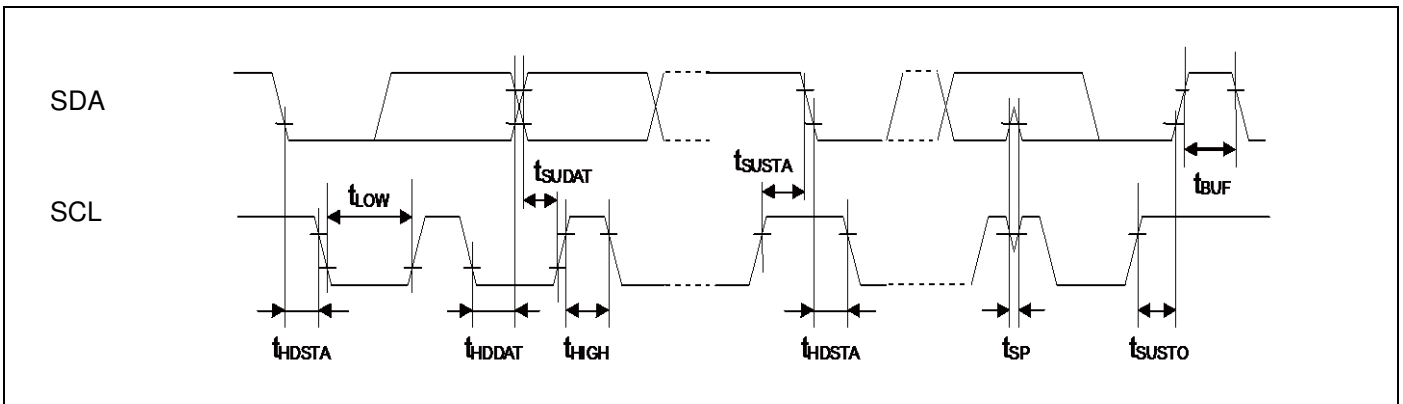 SDA
tSUDAT
tSUSTA
tBUF
tLOW
SCL
tHDSTA
tHDDAT
tHIGH
tHDSTA
tSP
tSUSTO